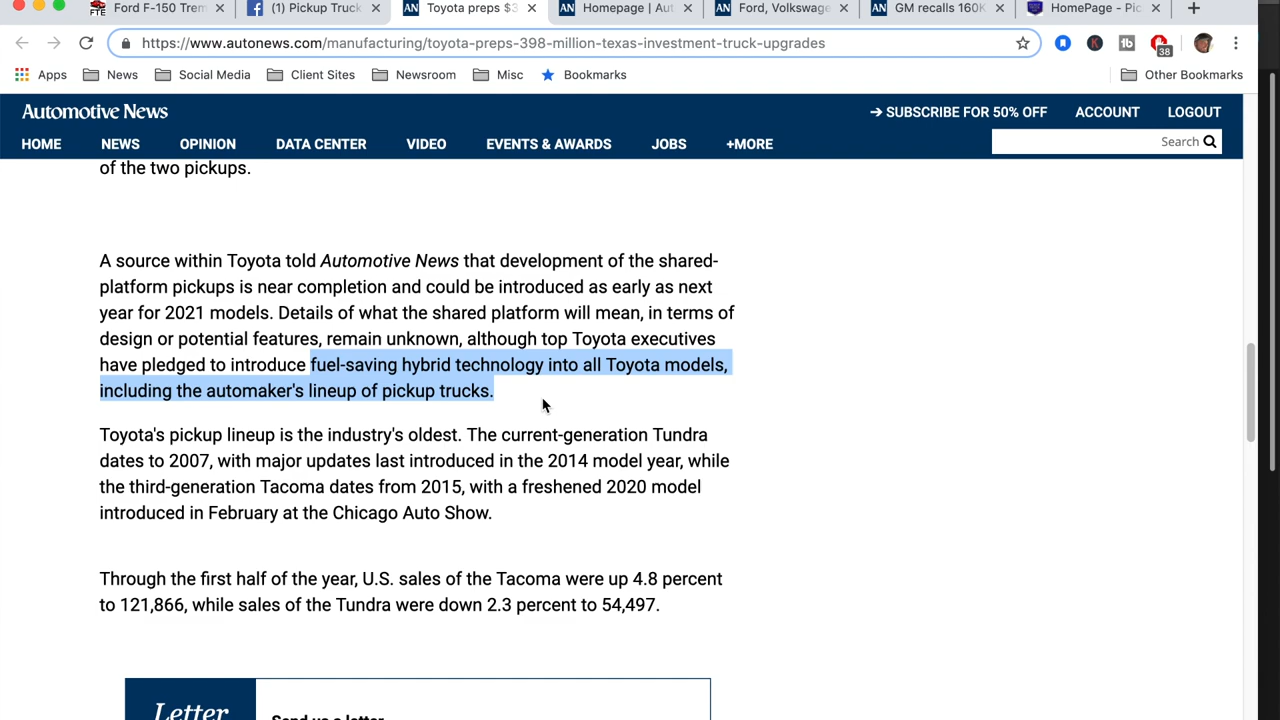 Ford F-150 Trem
(1) Pickup Truck
Toyota preps $3
Homepage | Aut
Ford, Volkswage
GM recalls 160K
HomePage - Pic
https://www.autonews.com/manufacturing/toyota-preps-398-million-texas-investment-truck-upgrades
38
Apps News Social Media Client Sites Newsroom Misc Bookmarks Other Bookmarks
Automotive News
→ SUBSCRIBE FOR 50% OFF ACCOUNT LOGOUT
HOME NEWS OPINION DATA CENTER VIDEO EVENTS & AWARDS JOBS +MORE
Search
of the two pickups.
A source within Toyota told Automotive News that development of the shared-
platform pickups is near completion and could be introduced as early as next
year for 2021 models. Details of what the shared platform will mean, in terms of
design or potential features, remain unknown, although top Toyota executives
have pledged to introduce fuel-saving hybrid technology into all Toyota models,
including the automaker's lineup of pickup trucks.
Toyota's pickup lineup is the industry's oldest. The current-generation Tundra
dates to 2007, with major updates last introduced in the 2014 model year, while
the third-generation Tacoma dates from 2015, with a freshened 2020 model
introduced in February at the Chicago Auto Show.
Through the first half of the year, U.S. sales of the Tacoma were up 4.8 percent
to 121,866, while sales of the Tundra were down 2.3 percent to 54,497.
Letter
Send us a letter